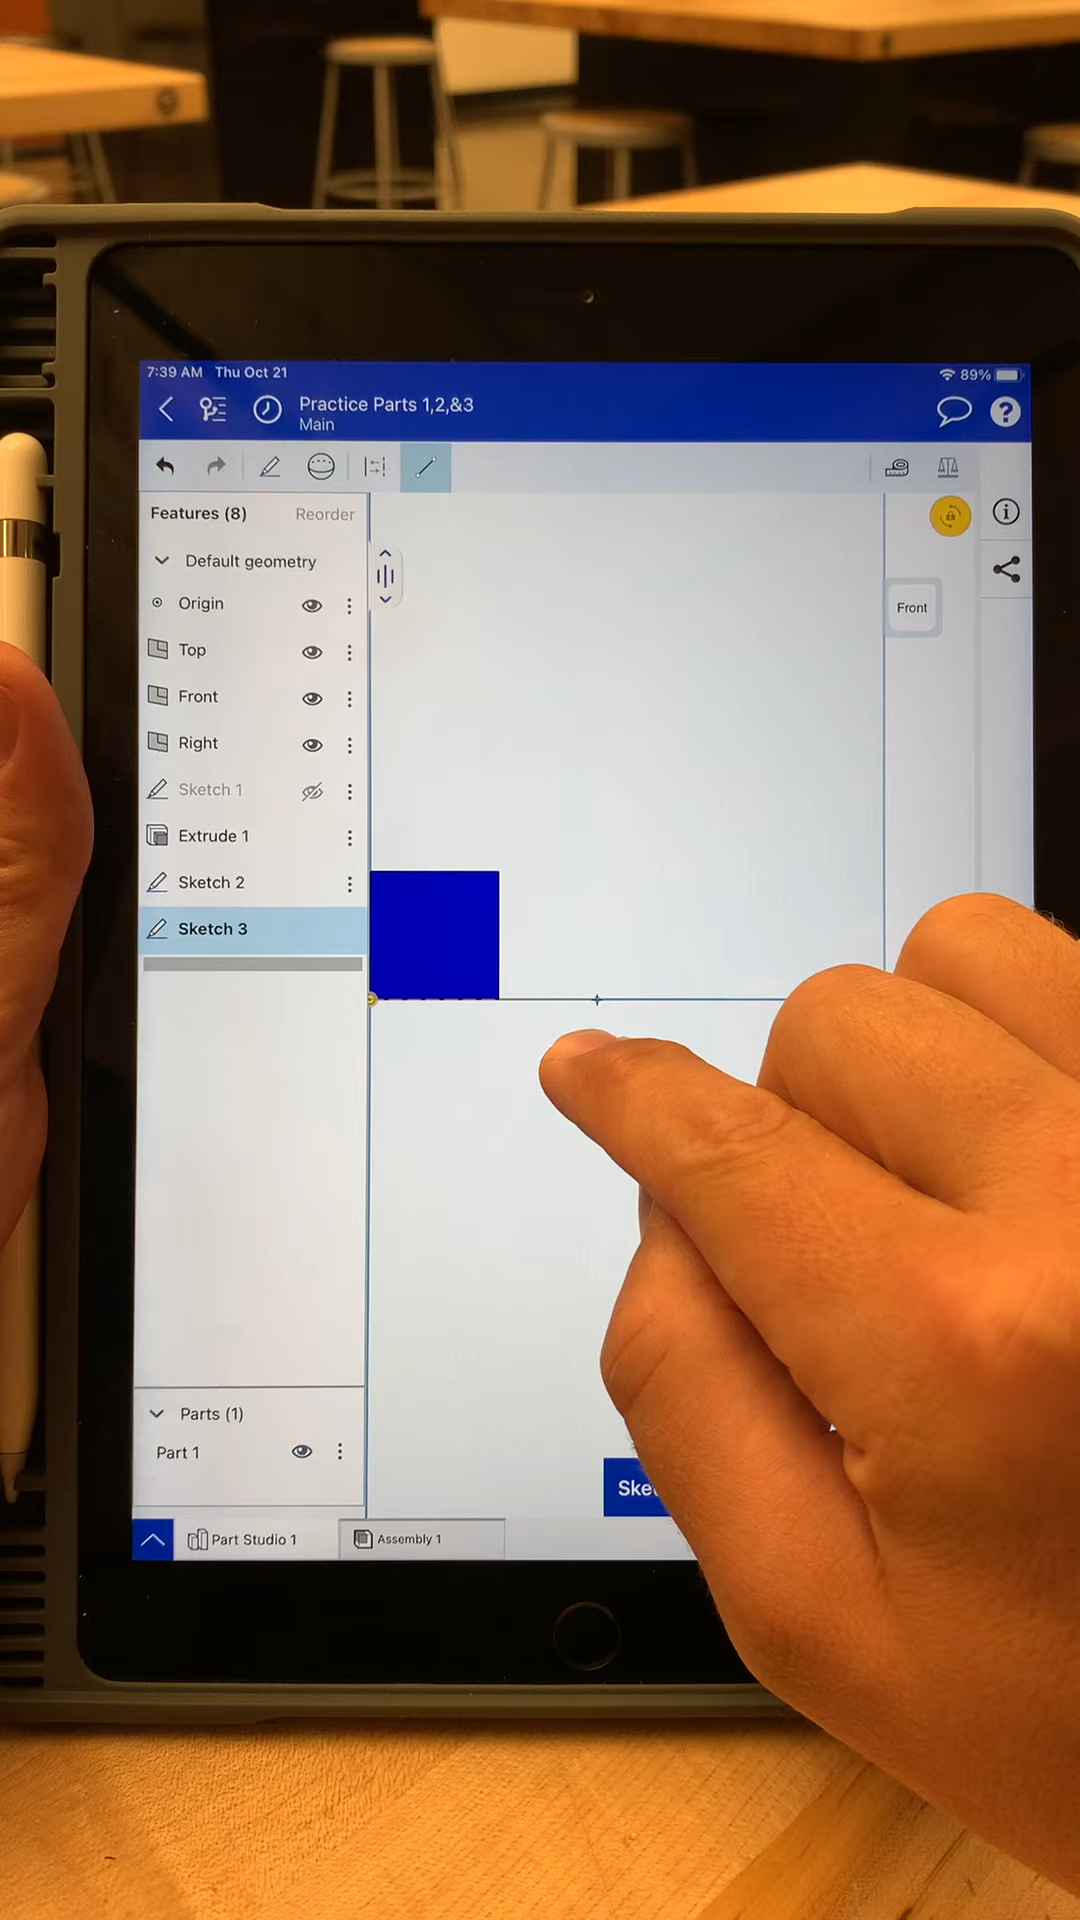 7:39 AM Thu Oct 21
89%
Practice Parts 1,2,&3
Main
Features (8)
Reorder
Default geometry
Origin
Top
Front
Right
Sketch 1
Extrude 1
Sketch 2
Sketch 3
Front
Parts (1)
Part 1
Part Studio 1
Assembly 1